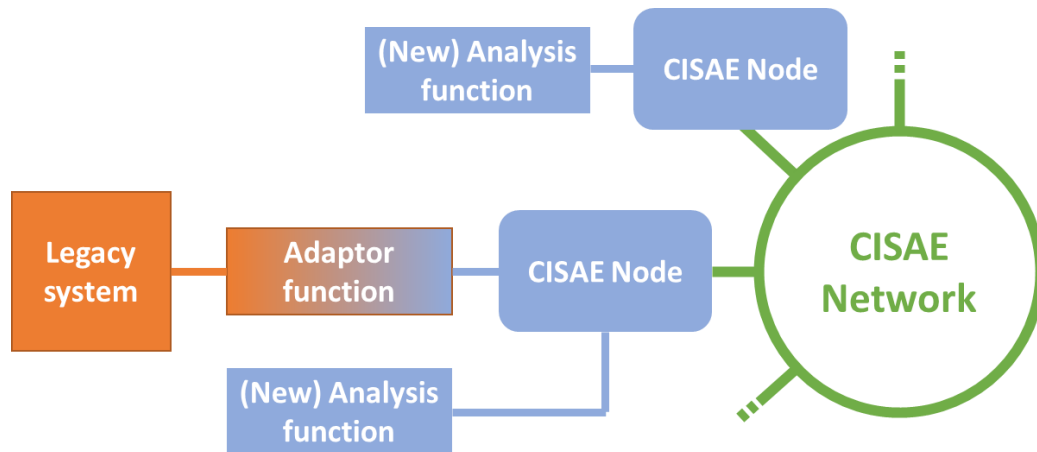 (New) Analysis
function
CISAE Node
Legacy
system
Adaptor
function
CISAE Node
CISAE
Network
(New) Analysis
function